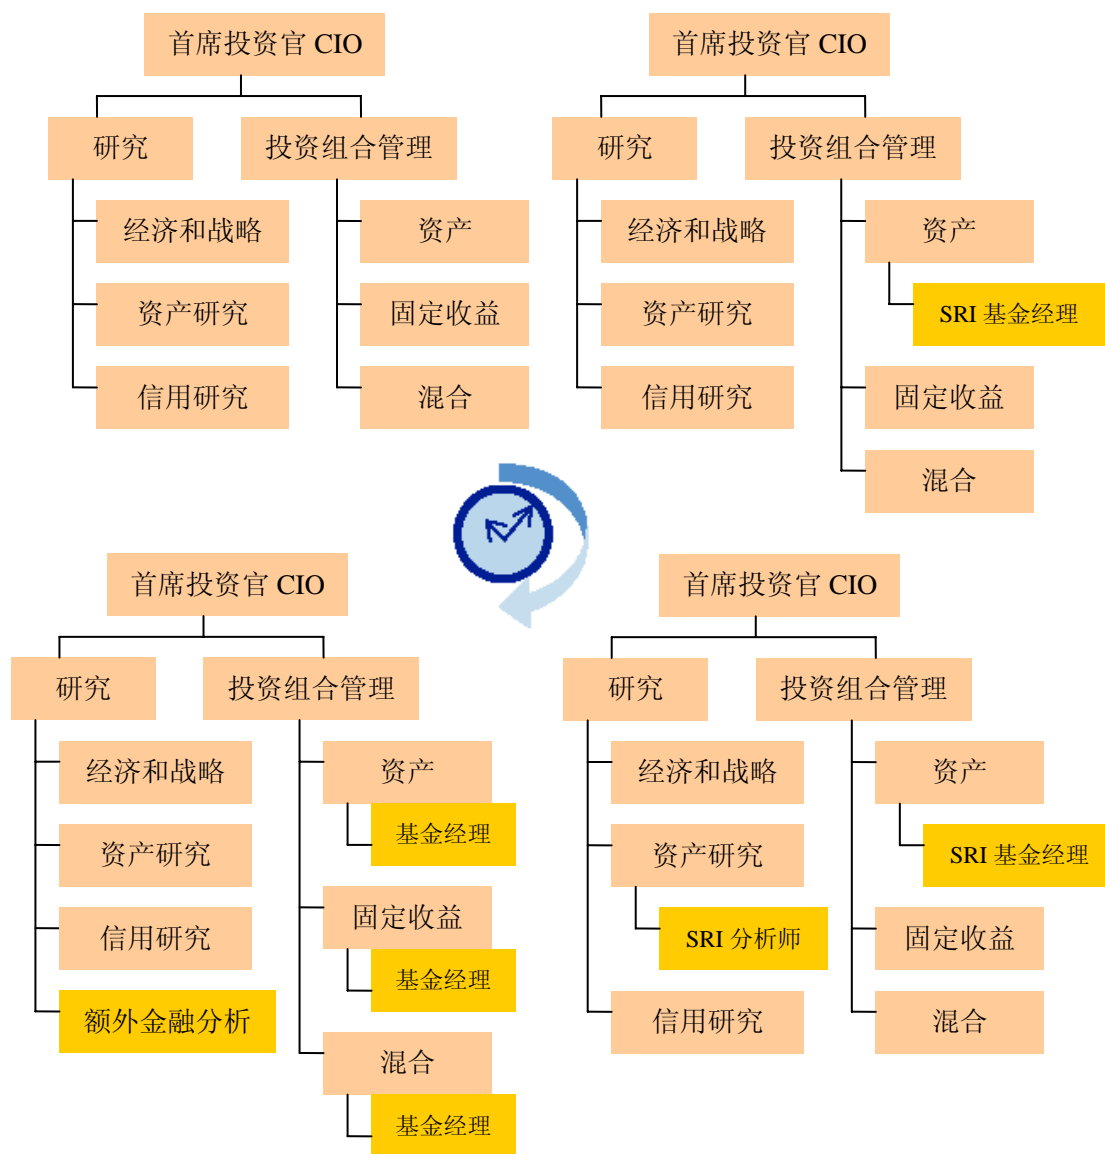 首席投资官 CIO
研究
投资组合管理
经济和战略
资产
资产研究
固定收益
信用研究
混合
首席投资官 CIO
研究
投资组合管理
经济和战略
资产
资产研究
SRI 基金经理
信用研究
固定收益
混合
首席投资官 CIO
研究
投资组合管理
经济和战略
资产
资产研究
基金经理
信用研究
固定收益
基金经理
额外金融分析
混合
基金经理
首席投资官 CIO
研究
投资组合管理
经济和战略
资产
资产研究
SRI 基金经理
SRI 分析师
固定收益
信用研究
混合